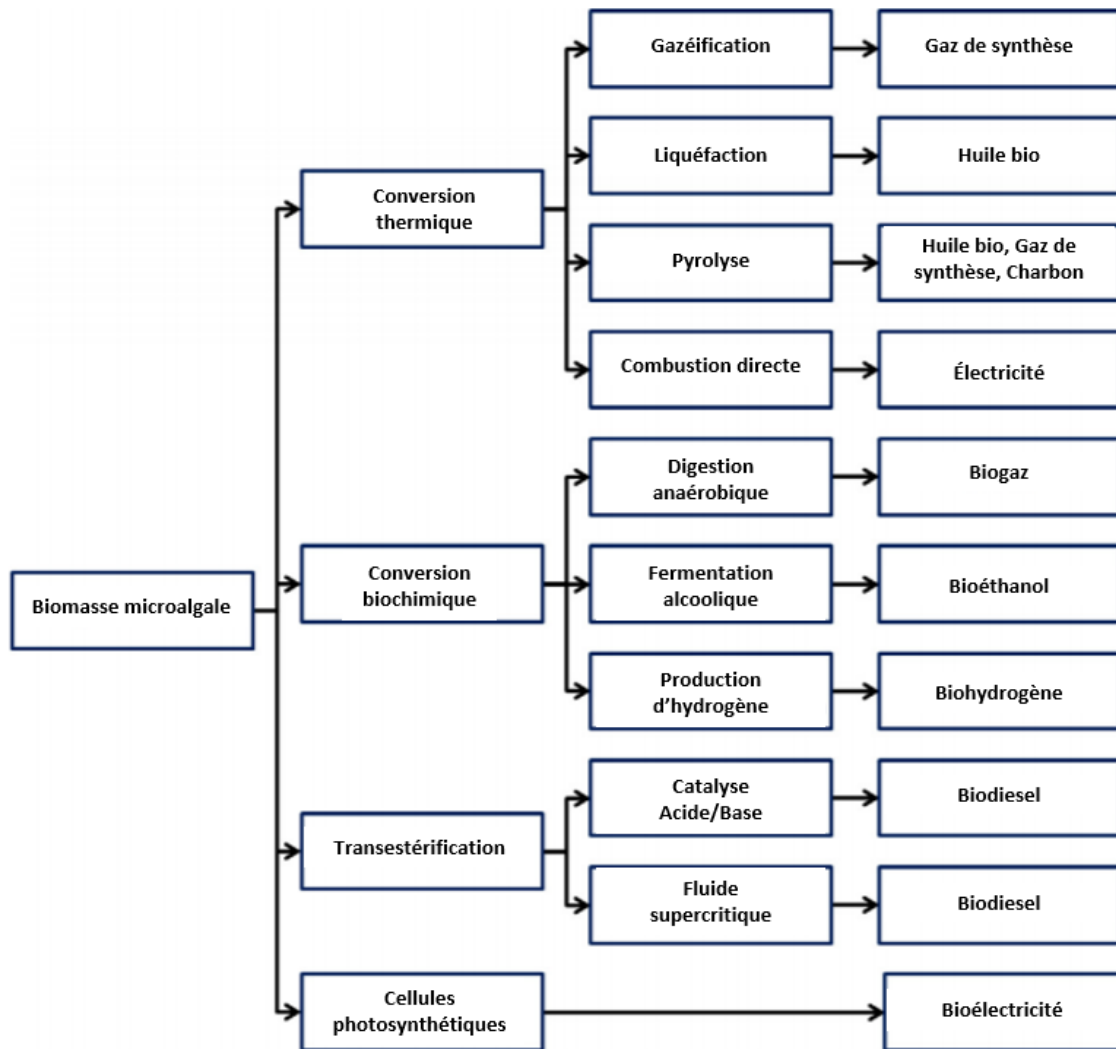 Gazéification
Gaz de synthèse
Liquéfaction
Huile bio
Conversion
thermique
Pyrolyse
Huile bio, Gaz de
synthèse, Charbon
Combustion directe
Électricité
Digestion
anaérobique
Biogaz
Biomasse microalgale
Conversion
biochimique
Fermentation
alcoolique
Bioéthanol
Production
d’hydrogène
Biohydrogène
Transestérification
Catalyse
Acide/Base
Biodiesel
Fluide
supercritique
Biodiesel
Cellules
photosynthétiques
Bioélectricité